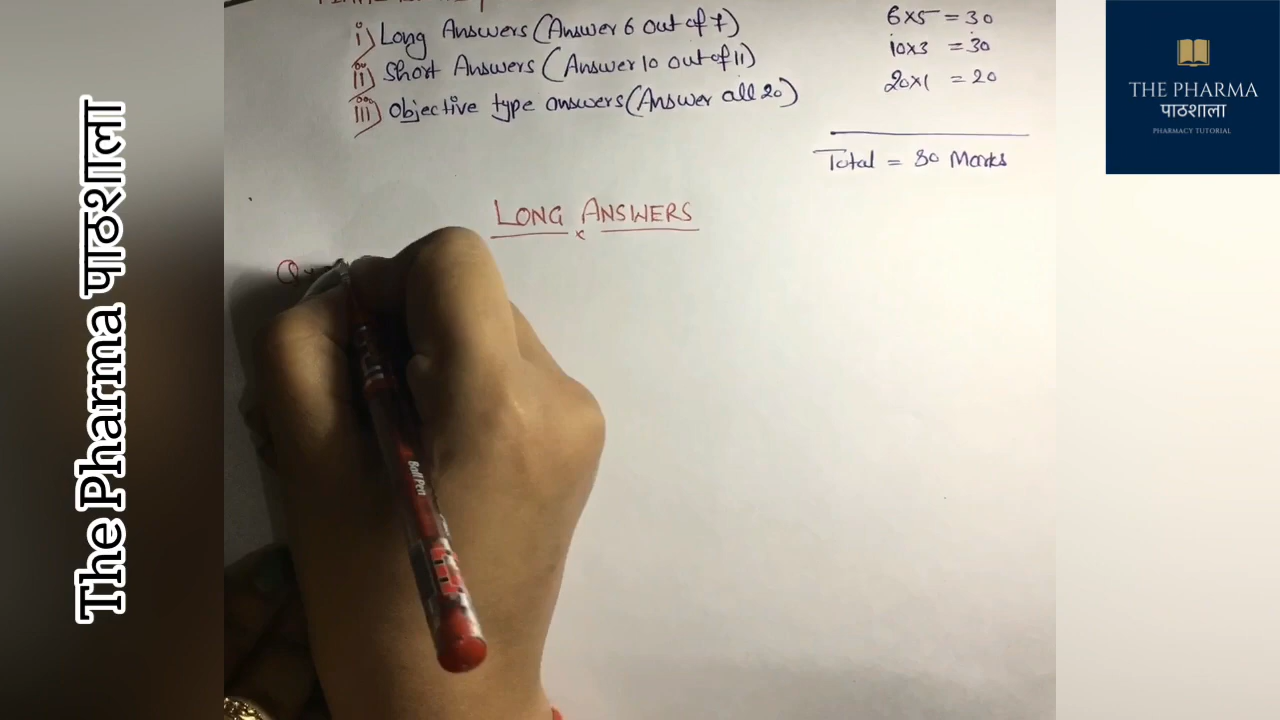 i) Long Answers (Answer 6 out of 7) 6x5 = 30
ii) Short Answers (Answer 10 out of 11) 10x3 = 30
iii) Objective type answers (Answer all 20) 20x1 = 20
Total = 80 Marks
LONG ANSWERS
The Pharma पाठशाला
THE PHARMA
पाठशाला
PHARMACY TUTORIAL
Ball Pen